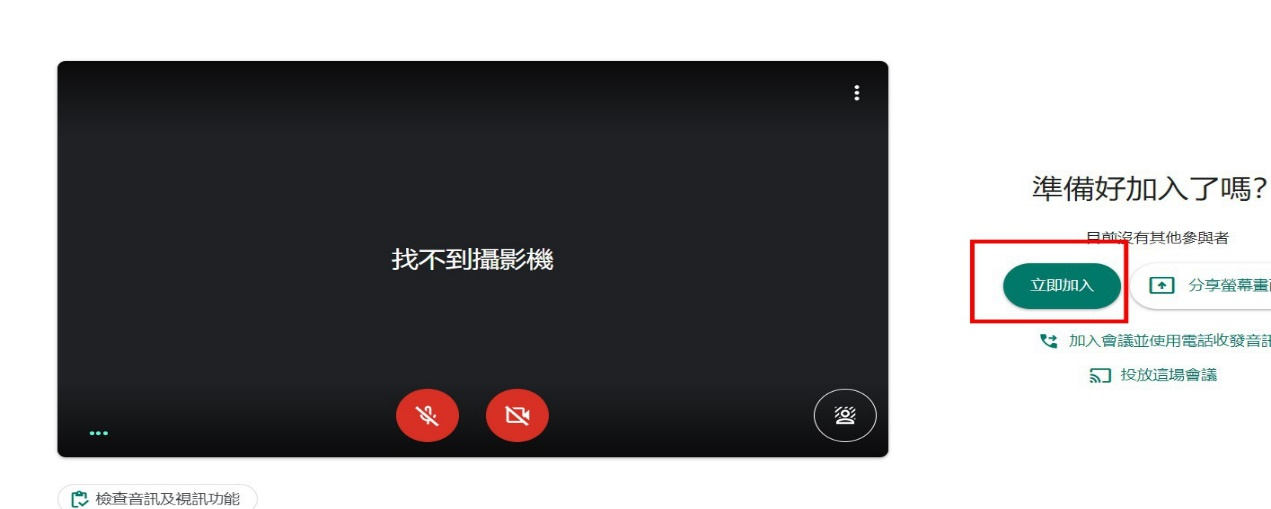 找不到攝影機
準備好加入了嗎?
目前沒有其他參與者
立即加入
分享螢幕畫
加入會議並使用電話收發音訊
投放這場會議
檢查音訊及視訊功能